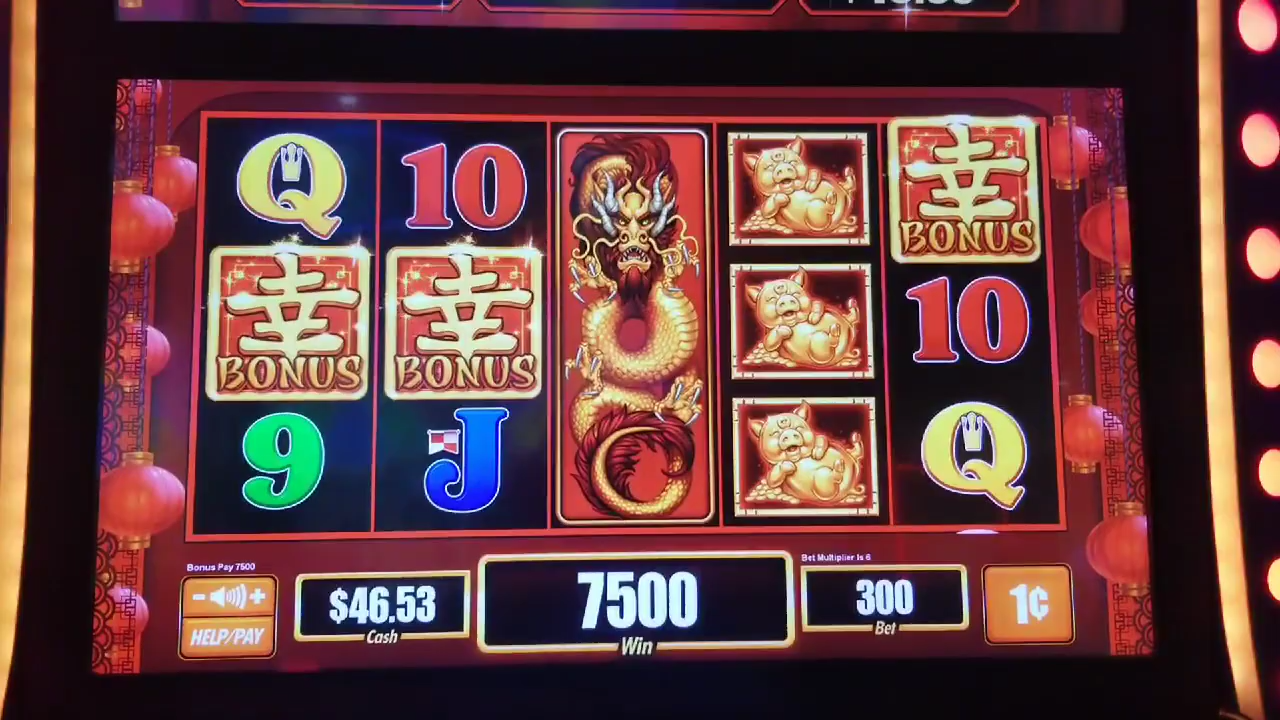 Q
10
幸
BONUS
幸
BONUS
幸
BONUS
10
9
J
Q
Bonus Pay 7500
Bet Multiplier Is 6
- +
HELP/PAY
$46.53
Cash
7500
Win
300
Bet
1¢